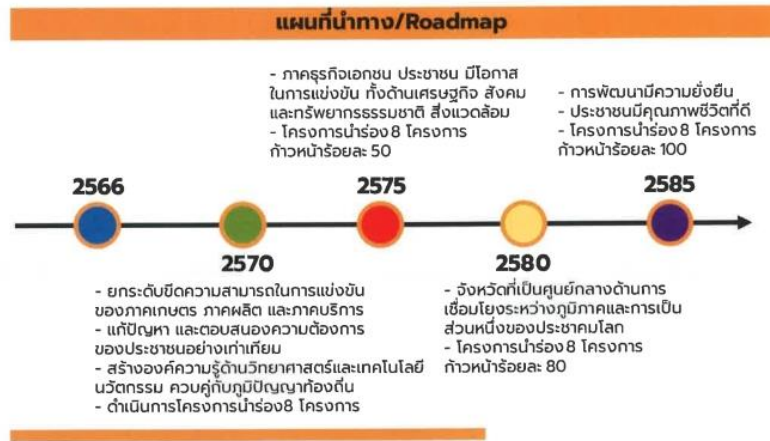 แผนที่นำทาง/Roadmap
- ภาคธุรกิจเอกชน ประชาชน มีโอกาส
ในการแข่งขัน ทั้งด้านเศรษฐกิจ สังคม
และทรัพยากรธรรมชาติ สิ่งแวดล้อม
- โครงการนำร่อง 8 โครงการ
ก้าวหน้าร้อยละ 50
- การพัฒนามีความยั่งยืน
- ประชาชนมีคุณภาพชีวิตที่ดี
- โครงการนำร่อง 8 โครงการ
ก้าวหน้าร้อยละ 100
2566
2575
2585
2570
2580
- ยกระดับขีดความสามารถในการแข่งขัน
ของภาคเกษตร ภาคผลิต และภาคบริการ
- แก้ปัญหา และตอบสนองความต้องการ
ของประชาชนอย่างเท่าเทียม
- สร้างองค์ความรู้ด้านวิทยาศาสตร์และเทคโนโลยี
นวัตกรรม ควบคู่กับภูมิปัญญาท้องถิ่น
- ดำเนินการโครงการนำร่อง8 โครงการ
- จังหวัดที่เป็นศูนย์กลางด้านการ
เชื่อมโยงระหว่างภูมิภาคและการเป็น
ส่วนหนึ่งของประชาคมโลก
- โครงการนำร่อง 8 โครงการ
ก้าวหน้าร้อยละ 80